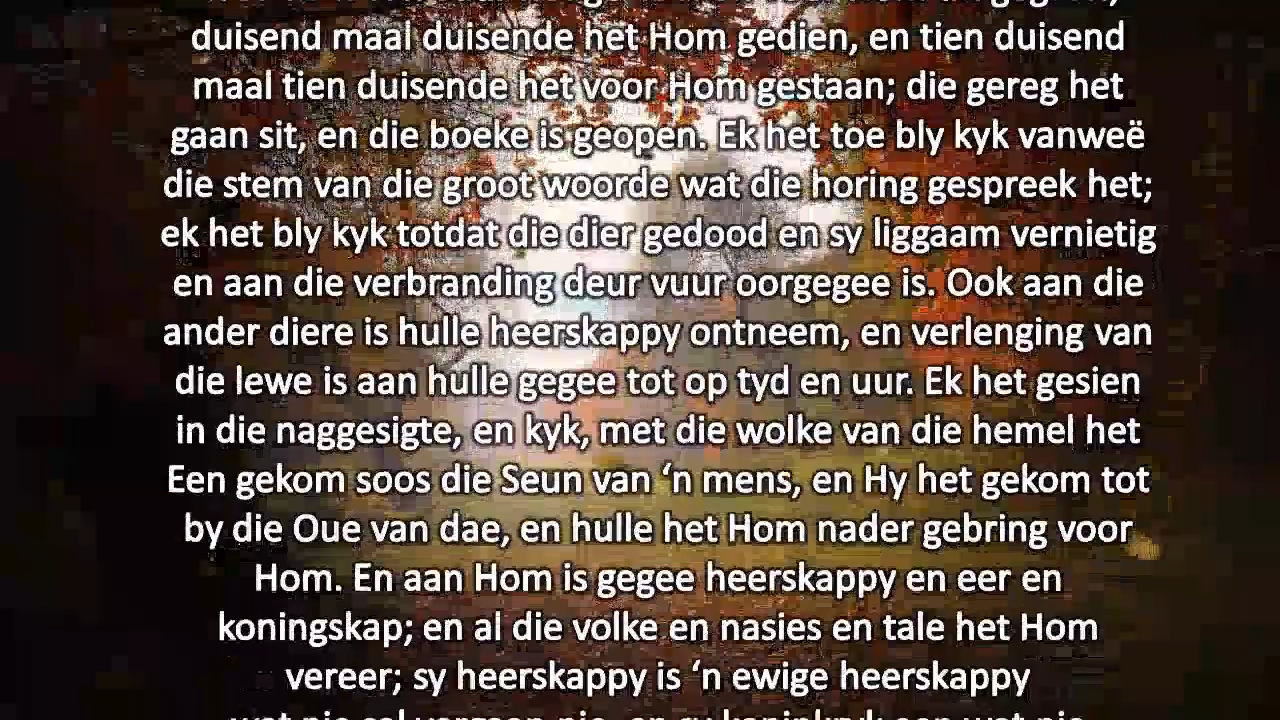 duisend maal duisende het Hom gedien, en tien duisend
maal tien duisende het voor Hom gestaan; die gereg het
gaan sit, en die boeke is geopen. Ek het toe bly kyk vanweë
die stem van die groot woorde wat die horing gespreek het;
ek het bly kyk totdat die dier gedood en sy liggaam vernietig
en aan die verbranding deur vuur oorgegee is. Ook aan die
ander diere is hulle heerskappy ontneem, en verlenging van
die lewe is aan hulle gegee tot op tyd en uur. Ek het gesien
in die naggesigte, en kyk, met die wolke van die hemel het
Een gekom soos die Seun van ‘n mens, en Hy het gekom tot
by die Oue van dae, en hulle het Hom nader gebring voor
Hom. En aan Hom is gegee heerskappy en eer en
koningskap; en al die volke en nasies en tale het Hom
vereer; sy heerskappy is ‘n ewige heerskappy